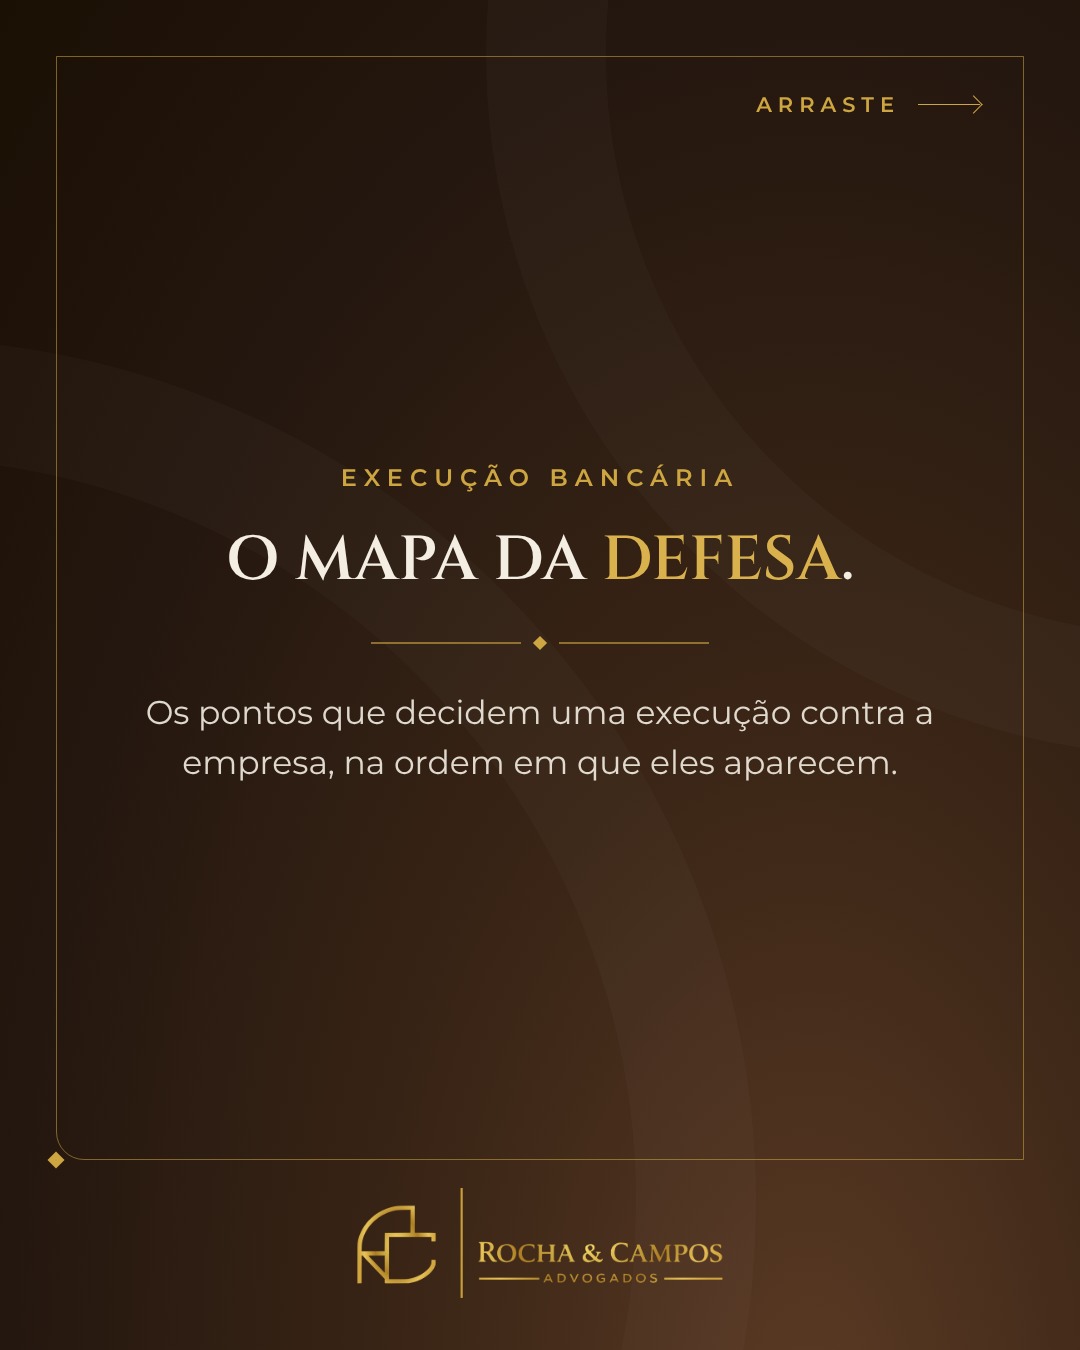 ARRASTE
EXECUÇÃO BANCÁRIA
O MAPA DA DEFESA.
Os pontos que decidem uma execução contra a
empresa, na ordem em que eles aparecem.
ROCHA & CAMPOS
ADVOGADOS